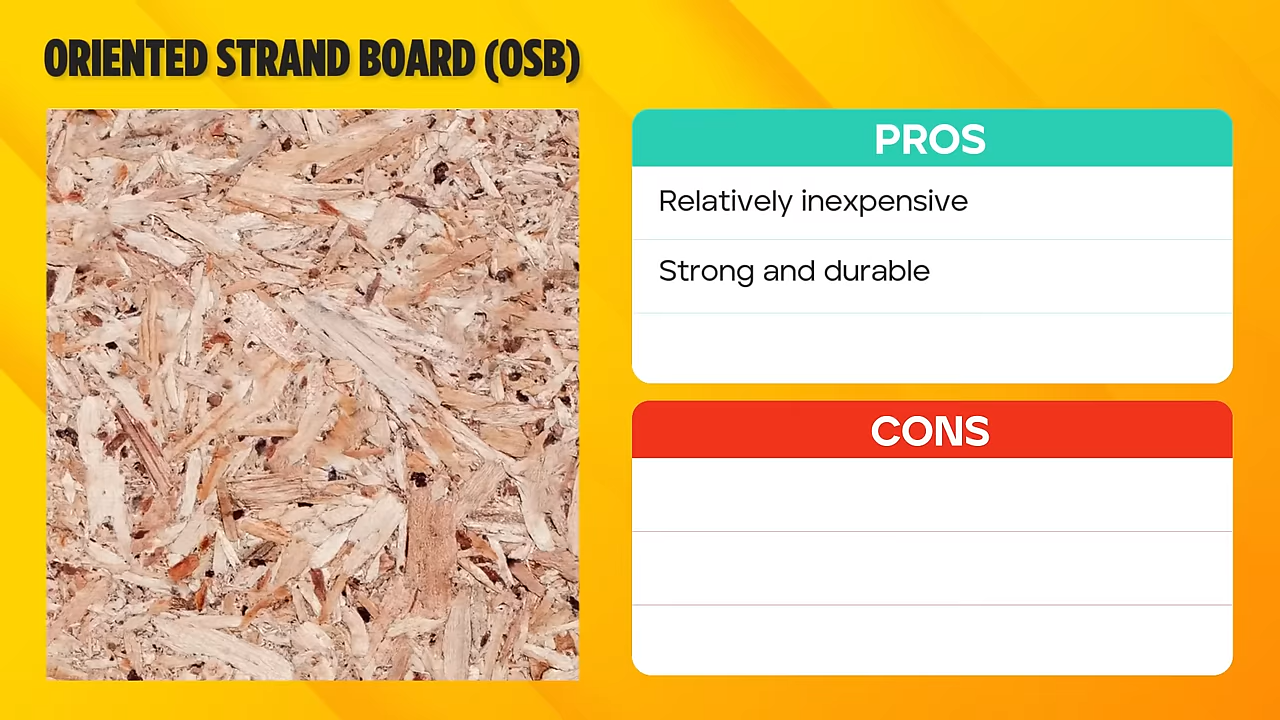 ORIENTED STRAND BOARD (OSB)
PROS
Relatively inexpensive
Strong and durable
CONS